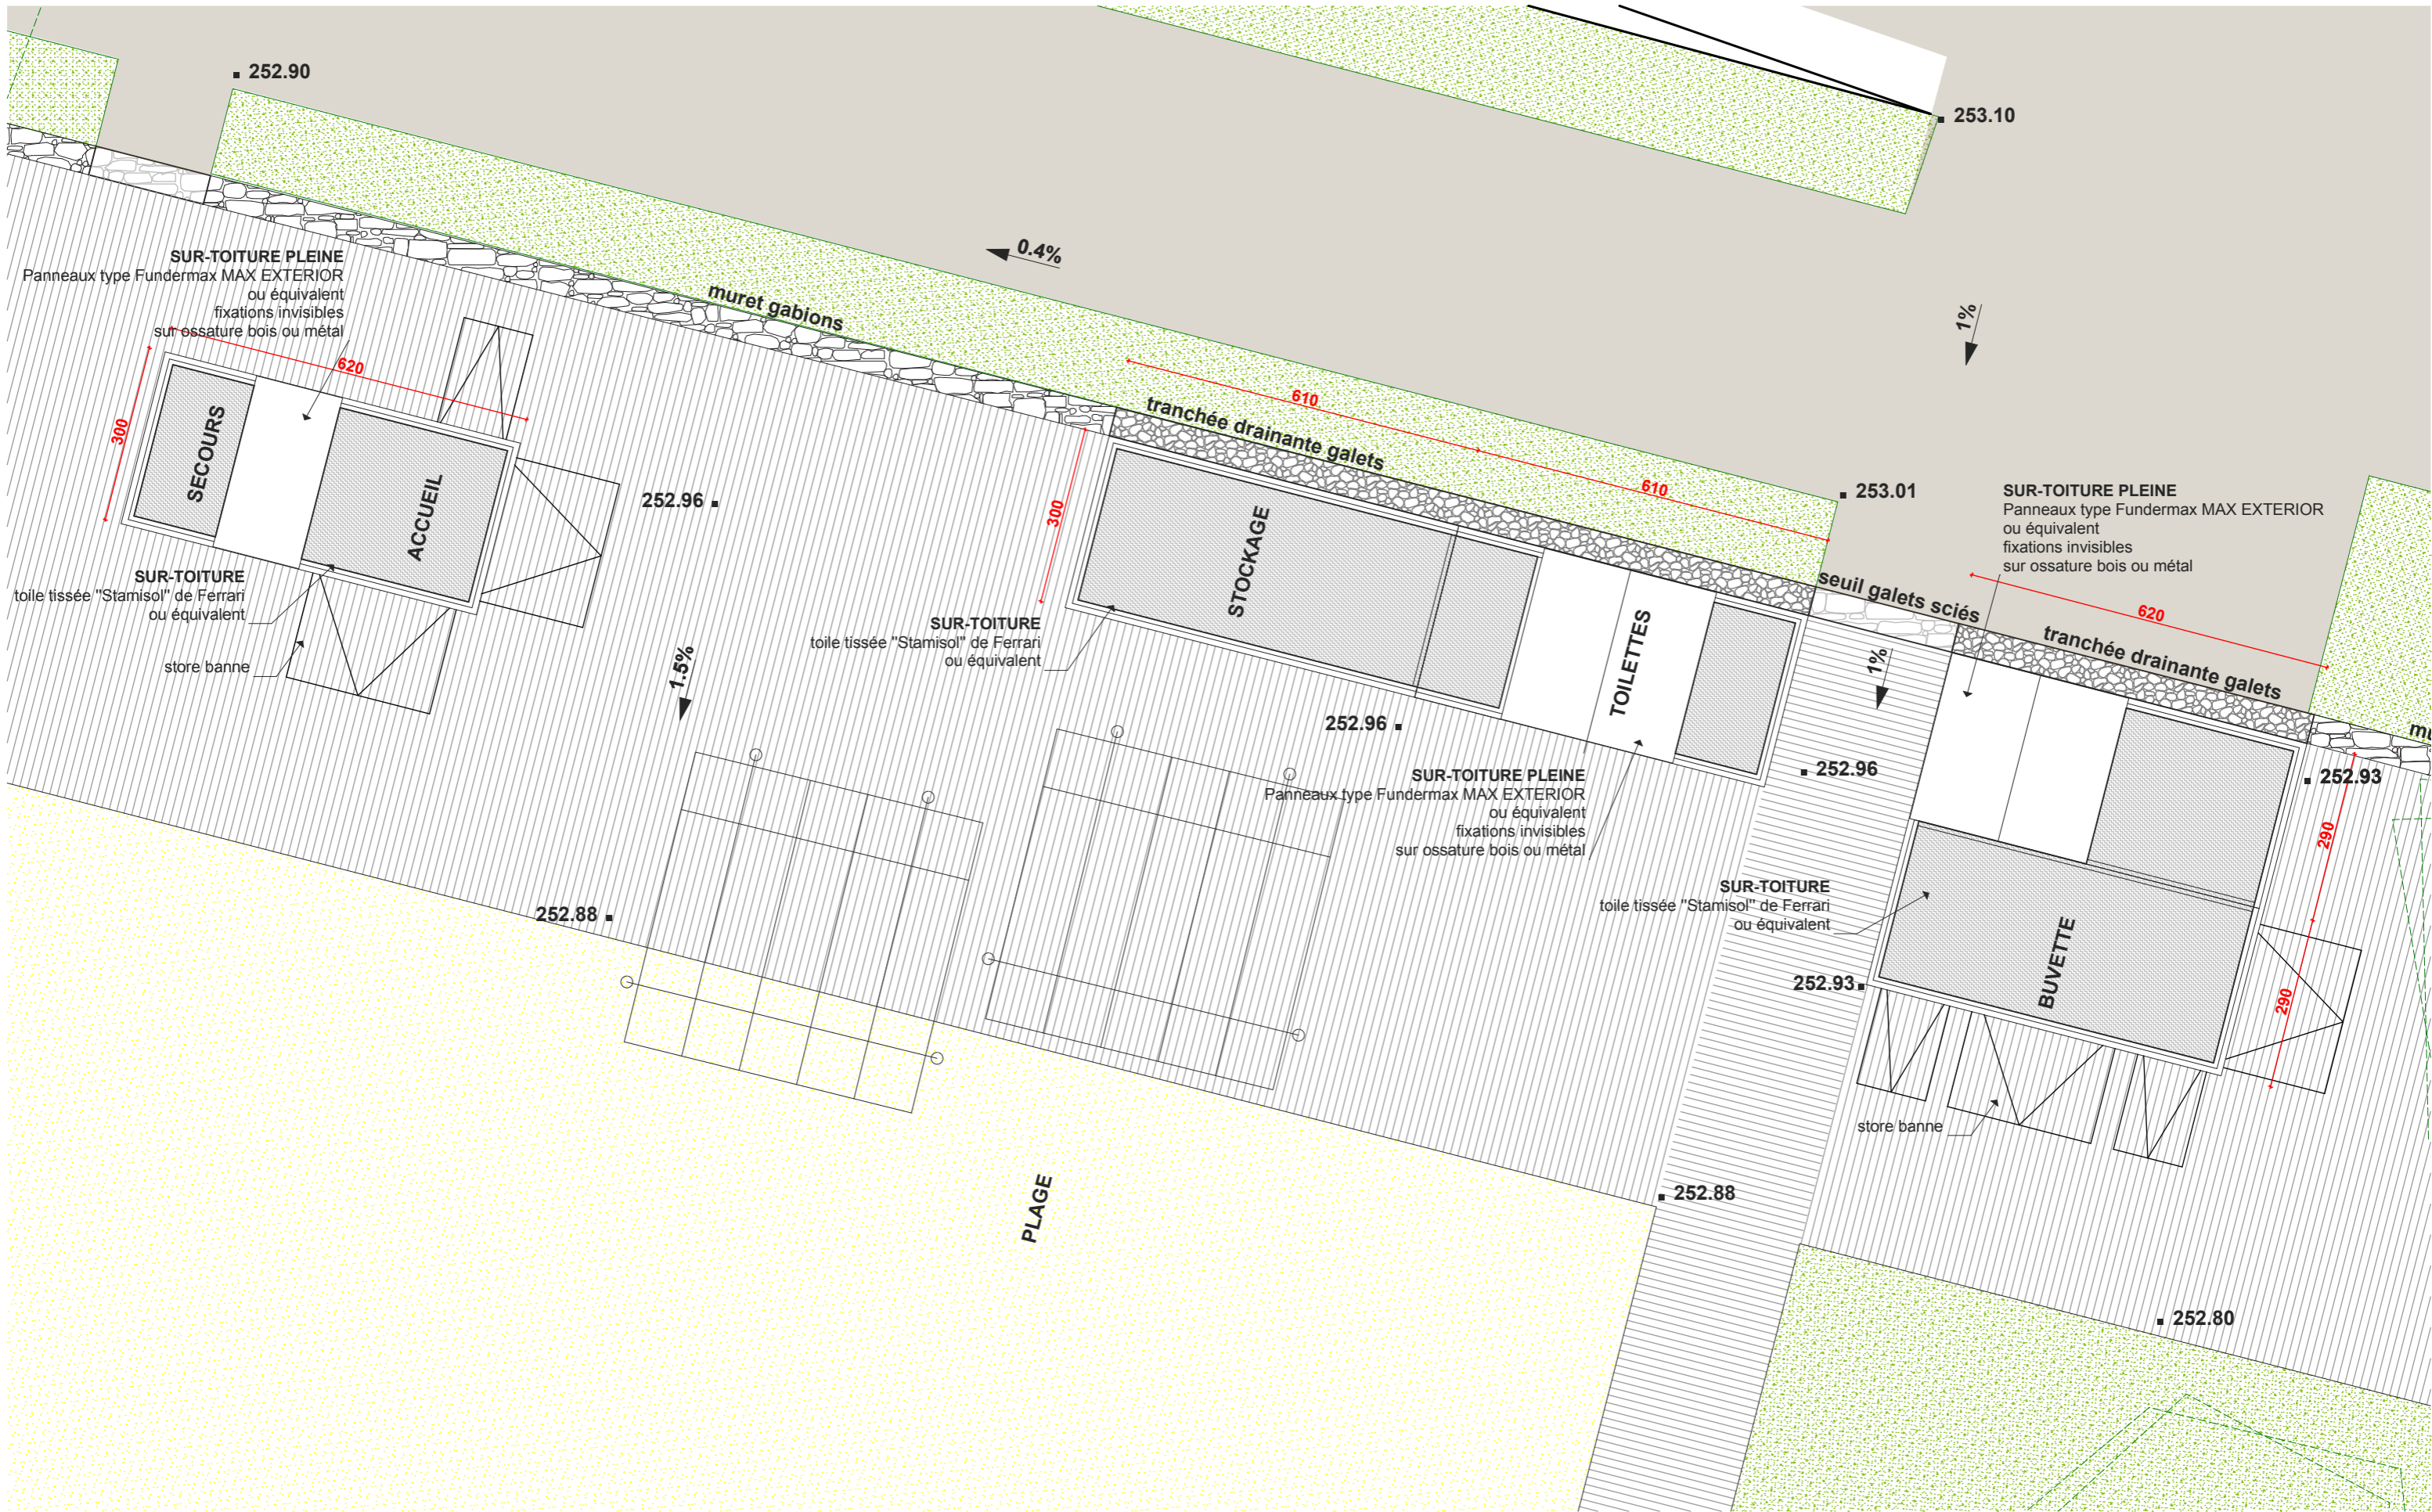 252.90
253.10
0.4%
muret gabions
1%
SUR-TOITURE PLEINE
Panneaux type Fundermax MAX EXTERIOR
ou équivalent
fixations invisibles
sur ossature bois ou métal
620
300
SECOURS
ACCUEIL
252.96
SUR-TOITURE
toile tissée "Stamisol" de Ferrari
ou équivalent
store banne
1.5%
610
610
tranchée drainante galets
300
STOCKAGE
TOILETTES
253.01
SUR-TOITURE
toile tissée "Stamisol" de Ferrari
ou équivalent
252.96
SUR-TOITURE PLEINE
Panneaux type Fundermax MAX EXTERIOR
ou équivalent
fixations invisibles
sur ossature bois ou métal
SUR-TOITURE PLEINE
Panneaux type Fundermax MAX EXTERIOR
ou équivalent
fixations invisibles
sur ossature bois ou métal
seuil galets sciés
620
tranchée drainante galets
1%
252.96
252.93
290
290
SUR-TOITURE
toile tissée "Stamisol" de Ferrari
ou équivalent
BUVETTE
252.93
store banne
252.88
PLAGE
252.88
252.80